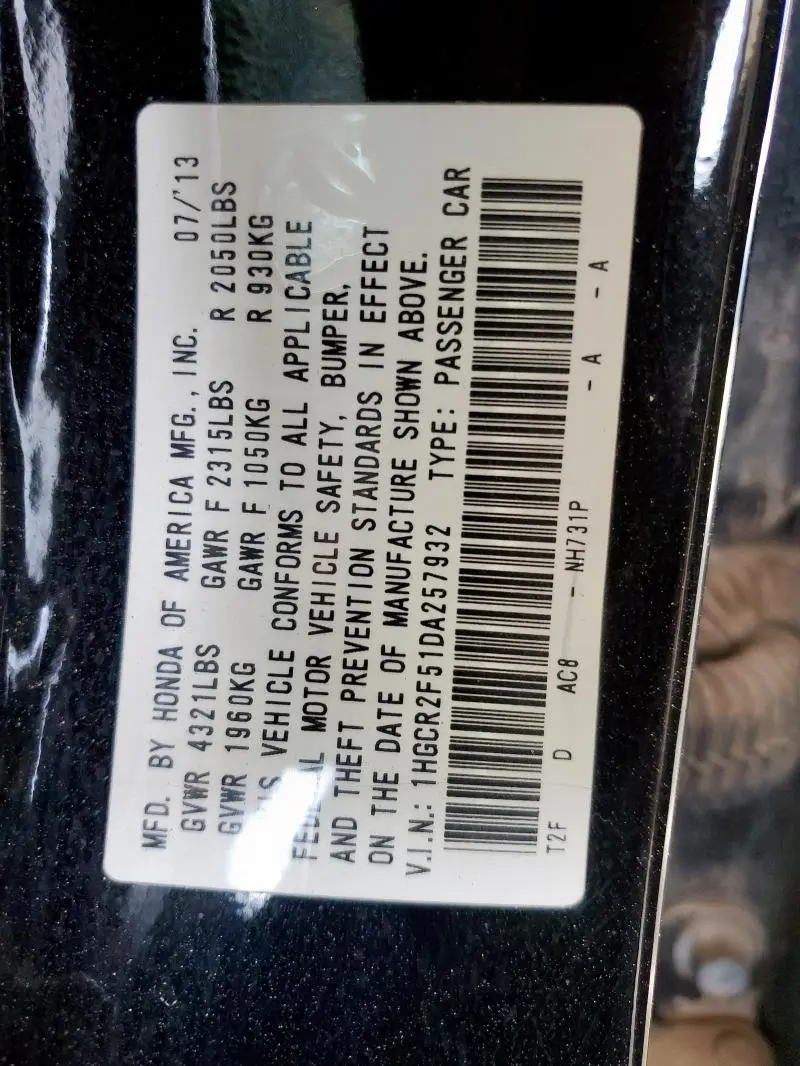 MFD. BY HONDA OF AMERICA MFG., INC. 07/'13
GVWR 4321LBS GAWR F 2315LBS R 2050LBS
GVWR 1960KG GAWR F 1050KG R 930KG
VEHICLE CONFORMS TO ALL APPLICABLE
FEDERAL MOTOR VEHICLE SAFETY, BUMPER,
AND THEFT PREVENTION STANDARDS IN EFFECT
ON THE DATE OF MANUFACTURE SHOWN ABOVE.
V.I.N.: 1HGCR2F51DA257932 TYPE: PASSENGER CAR
T2F D AC8 - NH731P - A - A